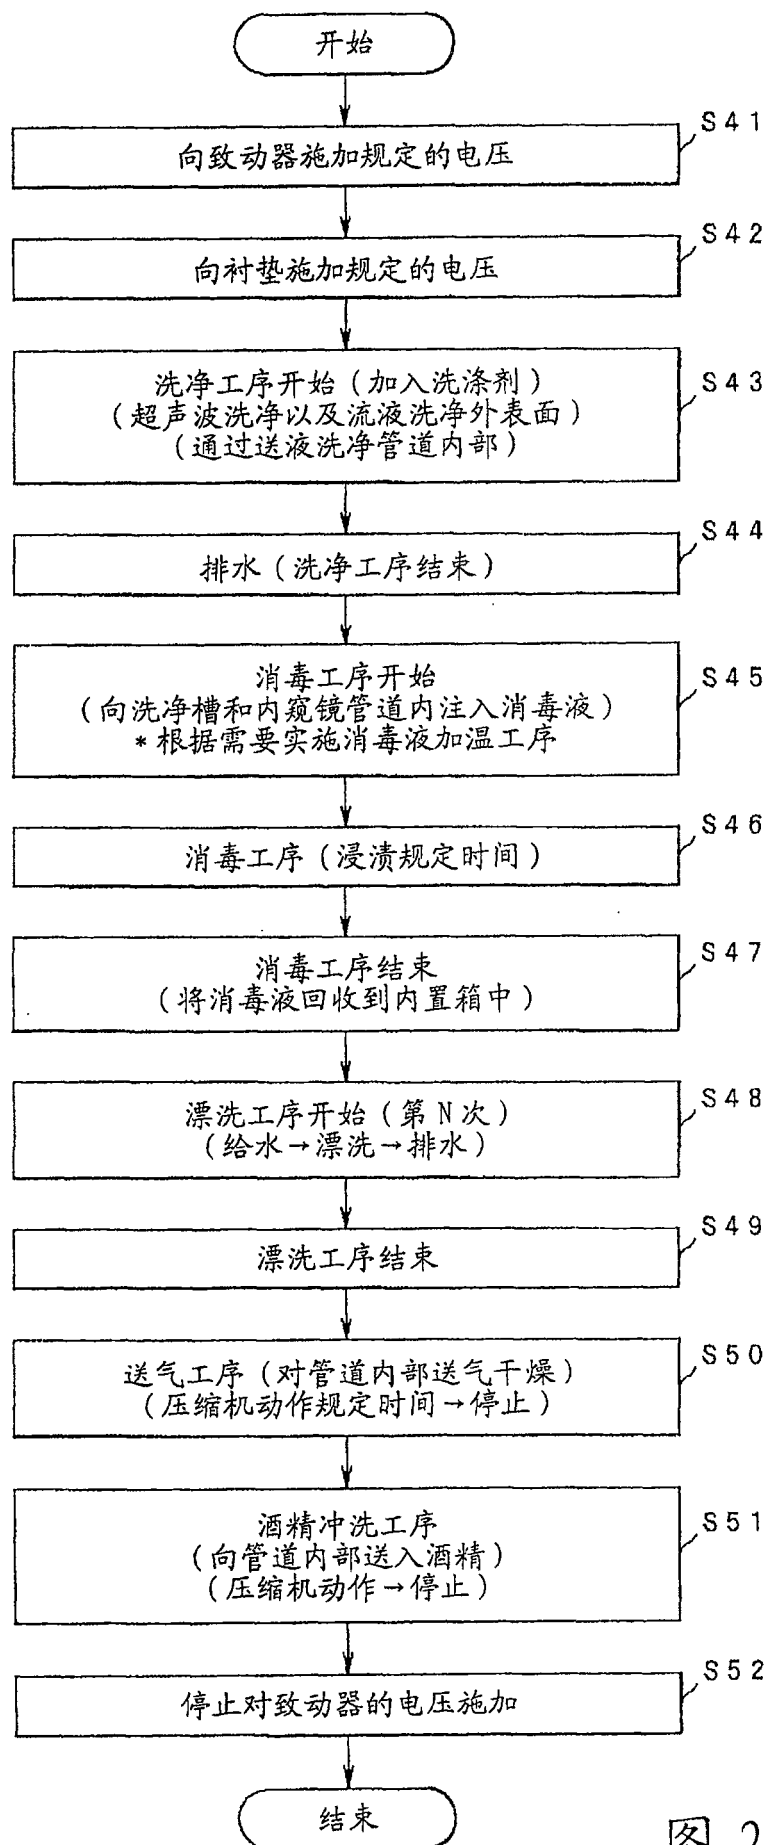 开始
S41
向致动器施加规定的电压
S42
向衬垫施加规定的电压
S43
洗净工序开始(加入洗涤剂)
(超声波洗净以及流液洗净外表面)
(通过送液洗净管道内部)
S44
排水(洗净工序结束)
S45
消毒工序开始
(向洗净槽和内窥镜管道内注入消毒液)
*根据需要实施消毒液加温工序
S46
消毒工序(浸渍规定时间)
S47
消毒工序结束
(将消毒液回收到内置箱中)
S48
漂洗工序开始(第N次)
(给水→漂洗→排水)
S49
漂洗工序结束
S50
送气工序(对管道内部送气干燥)
(压缩机动作规定时间→停止)
S51
酒精冲洗工序
(向管道内部送入酒精)
(压缩机动作→停止)
S52
停止对致动器的电压施加
结束
图2